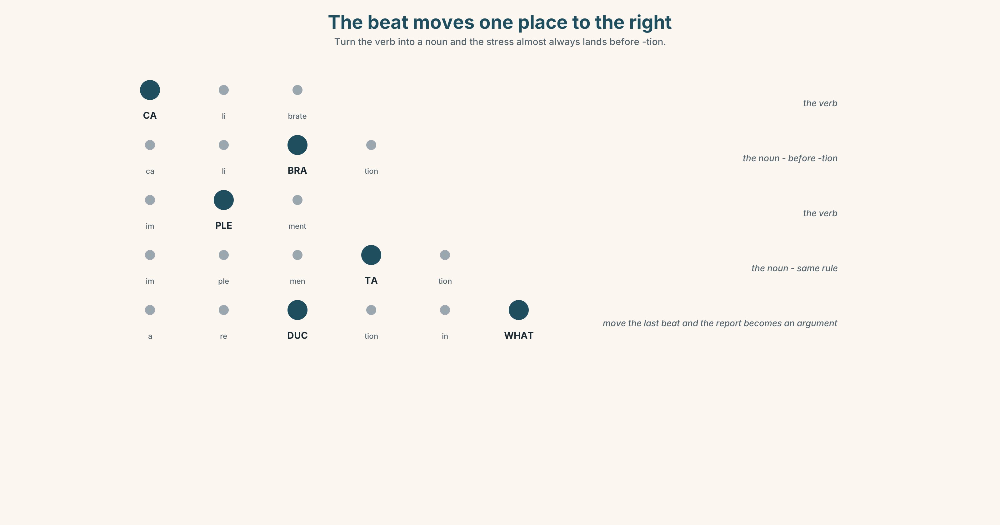 The beat moves one place to the right
Turn the verb into a noun and the stress almost always lands before -tion.
the verb
CA li brate
the noun - before -tion
ca li BRA tion
the verb
im PLE ment
the noun - same rule
im ple men TA tion
move the last beat and the report becomes an argument
a re DUC tion in WHAT